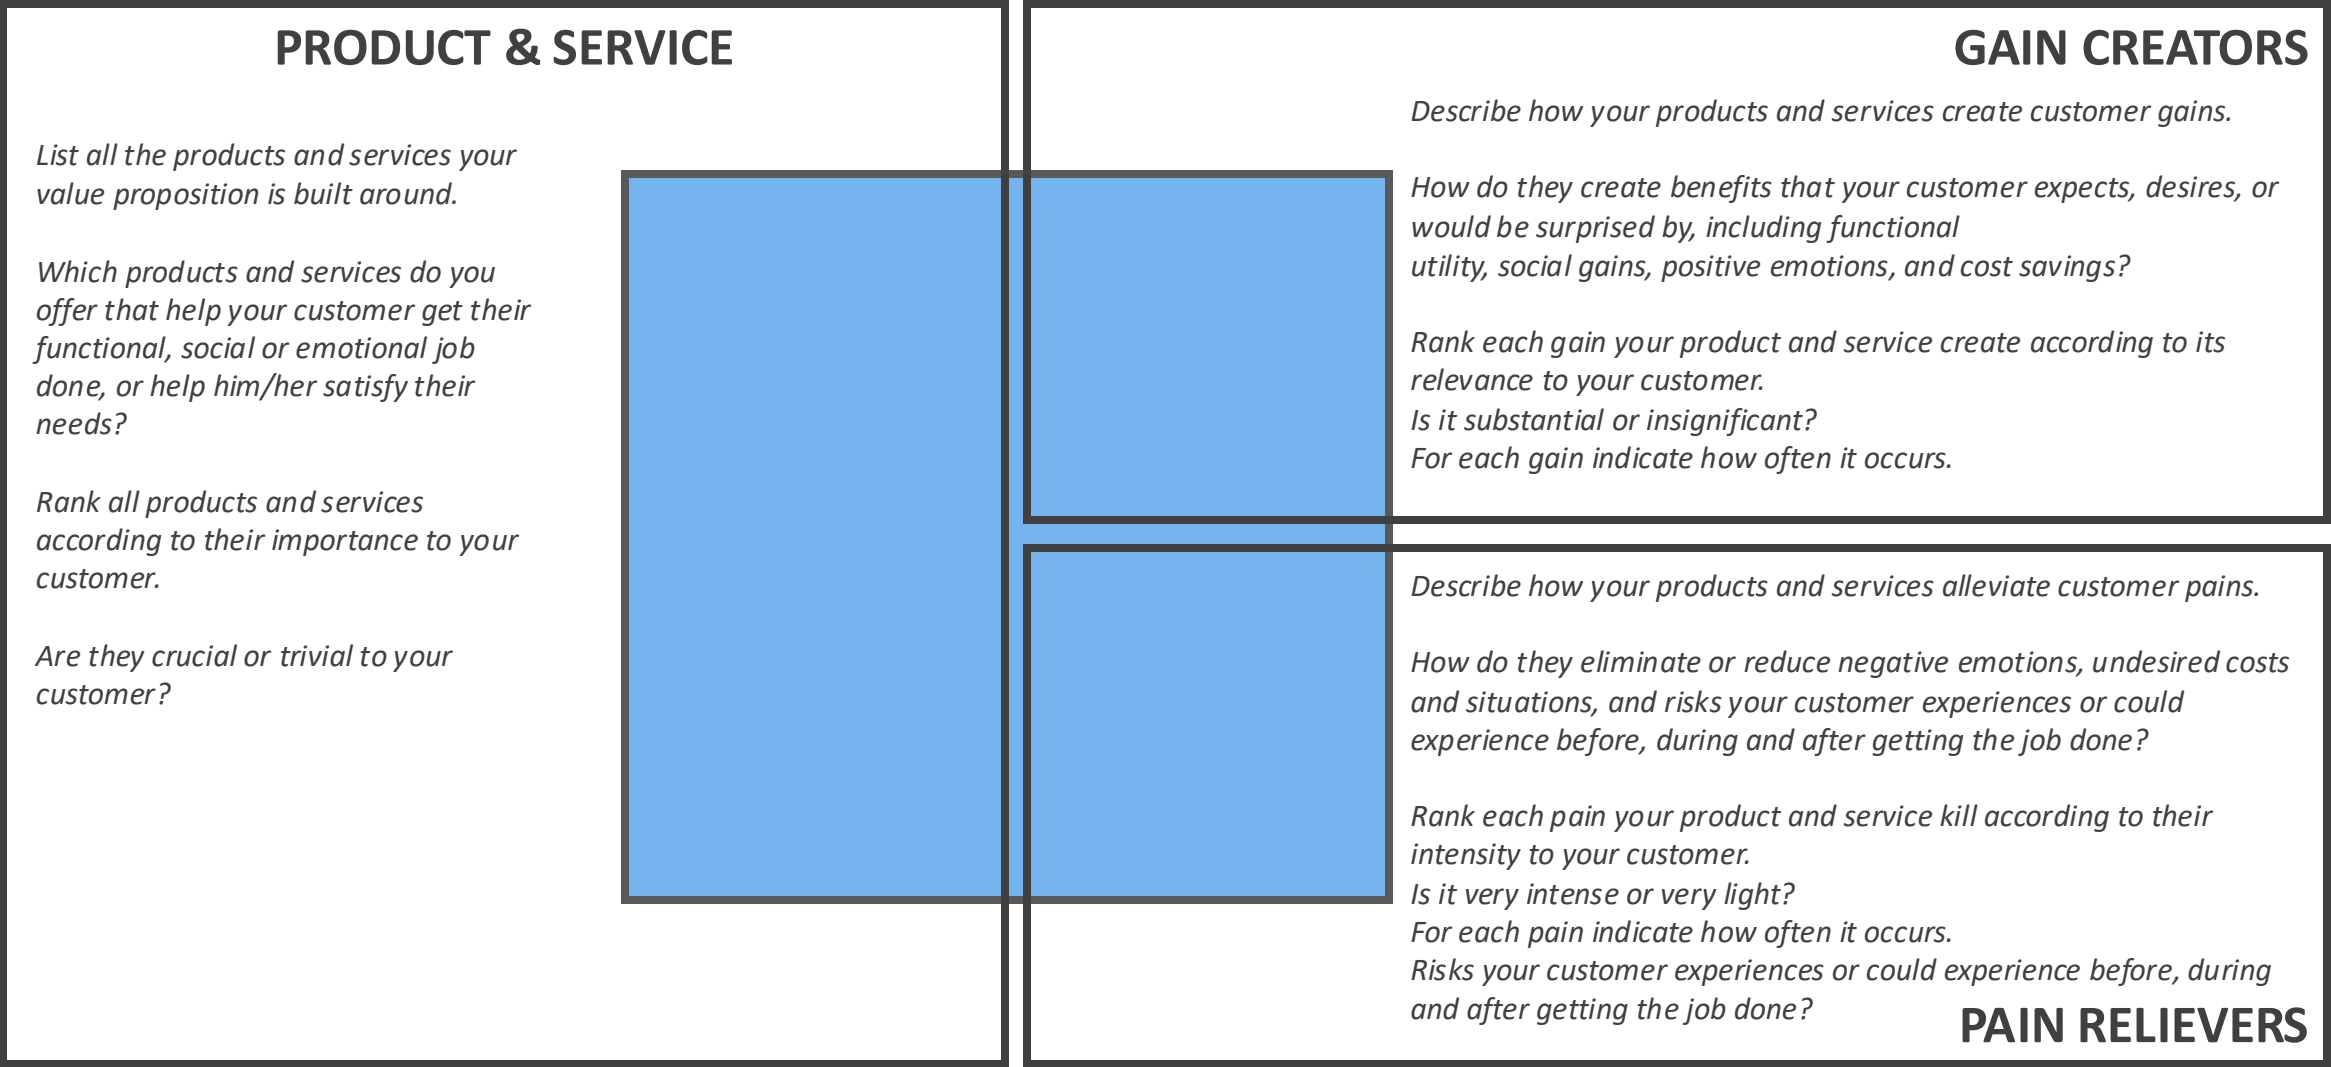 PRODUCT & SERVICE
List all the products and services your
value proposition is built around.
Which products and services do you
offer that help your customer get their
functional, social or emotional job
done, or help him/her satisfy their
needs?
Rank all products and services
according to their importance to your
customer.
Are they crucial or trivial to your
customer?
GAIN CREATORS
Describe how your products and services create customer gains.
How do they create benefits that your customer expects, desires, or
would be surprised by, including functional
utility, social gains, positive emotions, and cost savings?
Rank each gain your product and service create according to its
relevance to your customer.
Is it substantial or insignificant?
For each gain indicate how often it occurs.
Describe how your products and services alleviate customer pains.
How do they eliminate or reduce negative emotions, undesired costs
and situations, and risks your customer experiences or could
experience before, during and after getting the job done?
Rank each pain your product and service kill according to their
intensity to your customer.
Is it very intense or very light?
For each pain indicate how often it occurs.
Risks your customer experiences or could experience before, during
and after getting the job done?
PAIN RELIEVERS